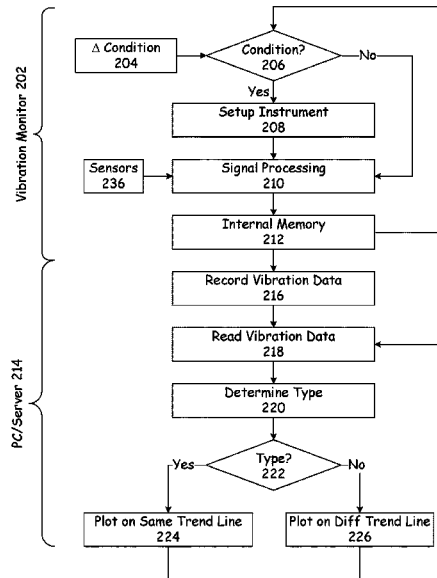 Vibration Monitor 202
Δ Condition
204
Condition?
206
No
Yes
Setup Instrument
208
Sensors
236
Signal Processing
210
Internal Memory
212
PC/Server 214
Record Vibration Data
216
Read Vibration Data
218
Determine Type
220
Type?
222
Yes
No
Plot on Same Trend Line
224
Plot on Diff Trend Line
226